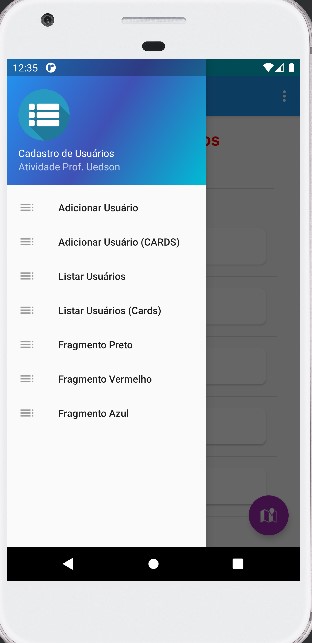 12:35
os
Cadastro de Usuários
Atividade Prof. Uedson
Adicionar Usuário
Adicionar Usuário (CARDS)
Listar Usuários
Listar Usuários (Cards)
Fragmento Preto
Fragmento Vermelho
Fragmento Azul